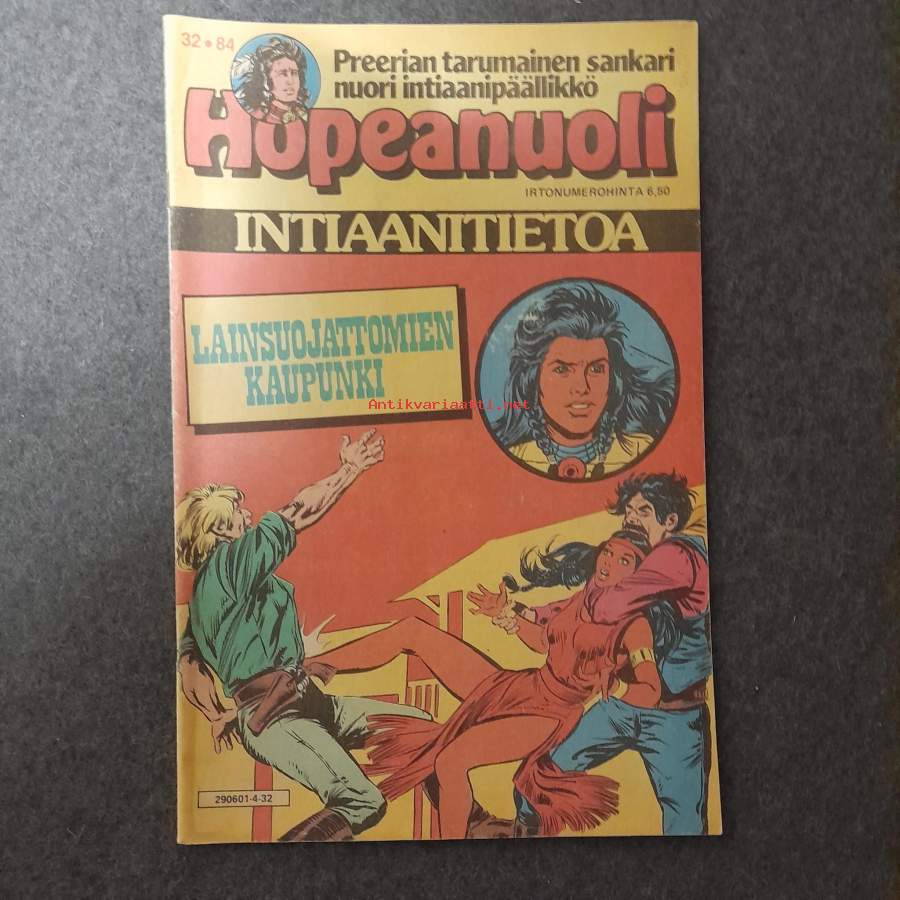 32 • 84
Preerian tarumainen sankari
nuori intiaanipäällikkö
Hopeanuoli
IRTONUMEROHINTA 6,50
INTIAANITIETOA
LAINSUOJATTOMIEN
KAUPUNKI
Antikvariaatti.net
290601-4-32